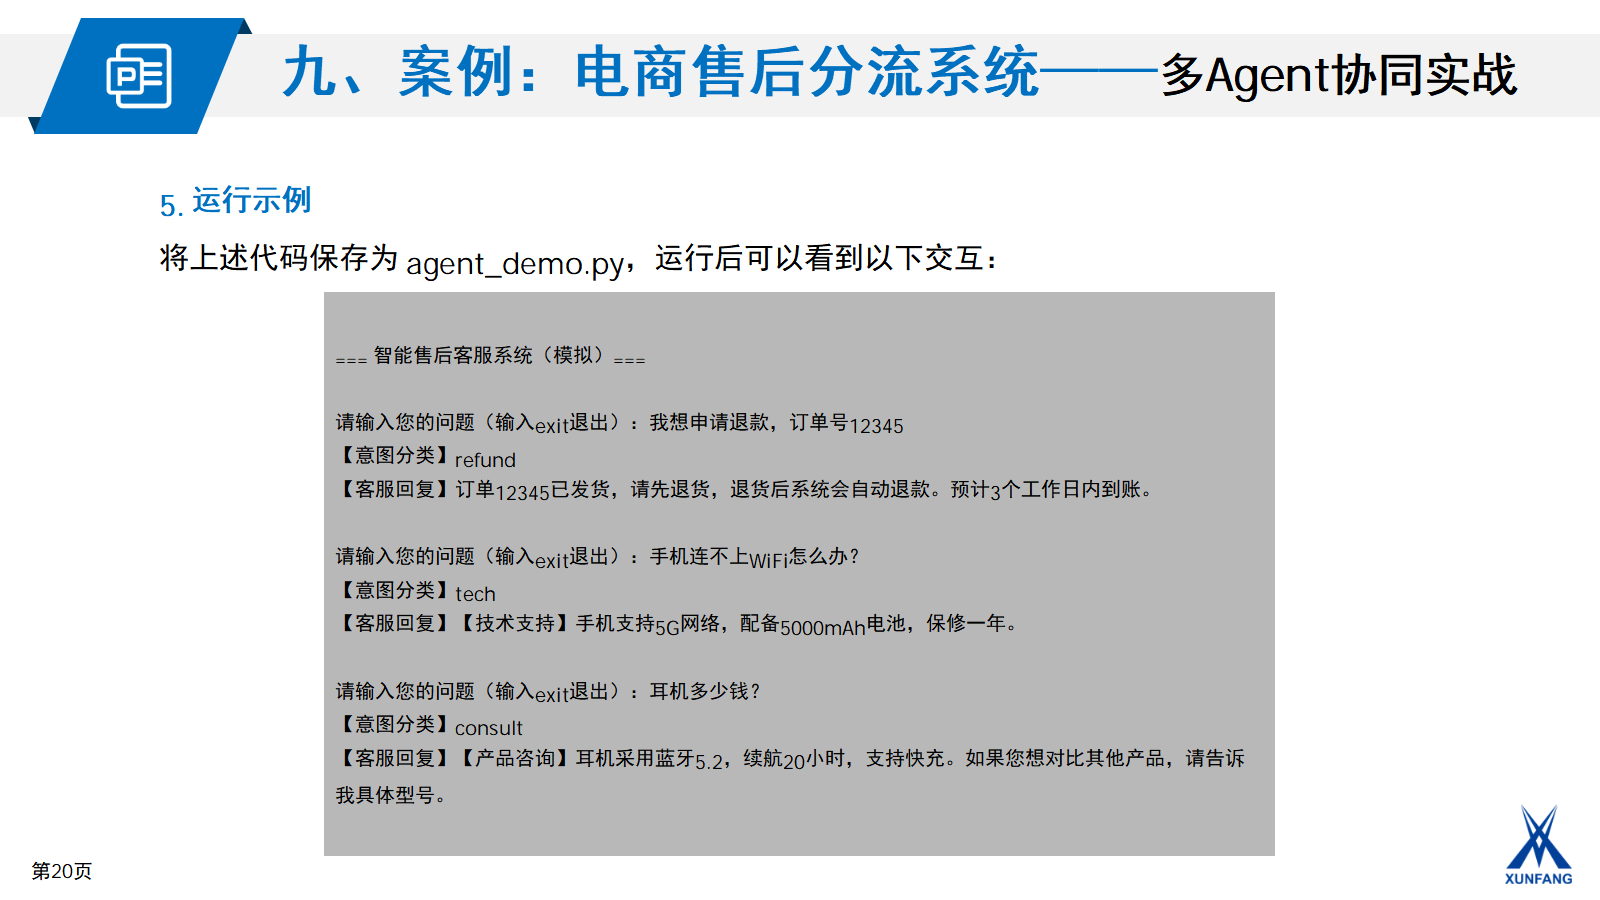 九、案例：电商售后分流系统——多Agent协同实战
5. 运行示例
将上述代码保存为 agent_demo.py，运行后可以看到以下交互：
=== 智能售后客服系统（模拟）===
请输入您的问题（输入exit退出）：我想申请退款，订单号12345
【意图分类】refund
【客服回复】订单12345已发货，请先退货，退货后系统会自动退款。预计3个工作日内到账。
请输入您的问题（输入exit退出）：手机连不上WiFi怎么办？
【意图分类】tech
【客服回复】【技术支持】手机支持5G网络，配备5000mAh电池，保修一年。
请输入您的问题（输入exit退出）：耳机多少钱？
【意图分类】consult
【客服回复】【产品咨询】耳机采用蓝牙5.2，续航20小时，支持快充。如果您想对比其他产品，请告诉
我具体型号。
第20页
XUNFANG